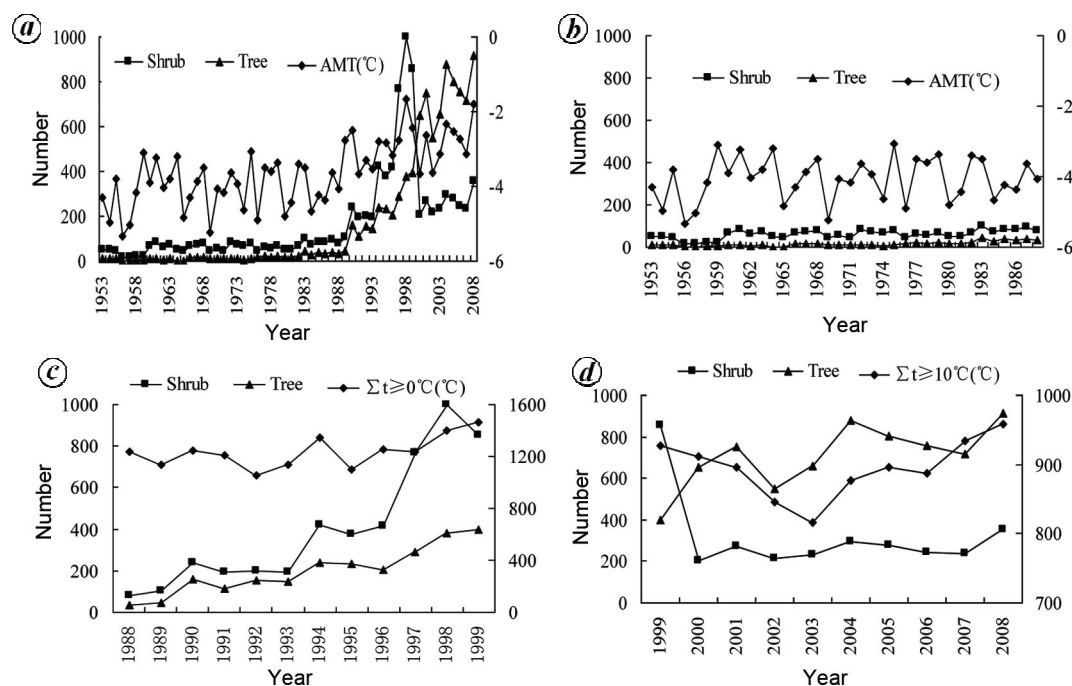 a
1000
800
600
400
200
0
Number
Shrub Tree AMT(℃)
0
-2
-4
-6
1953 1958 1963 1968 1973 1978 1983 1988 1993 1998 2003 2008
Year
b
1000
800
600
400
200
0
Number
Shrub Tree AMT(℃)
-0
-2
-4
-6
1953 1956 1959 1962 1965 1968 1971 1974 1977 1980 1983 1986
Year
c
Shrub Tree Σt≥0℃(℃)
1000
800
600
400
200
0
Number
1600
1200
800
400
0
1988 1989 1990 1991 1992 1993 1994 1995 1996 1997 1998 1999
Year
d
Shrub Tree Σt≥10℃(℃)
1000
800
600
400
200
0
Number
1000
900
800
700
1999 2000 2001 2002 2003 2004 2005 2006 2007 2008
Year